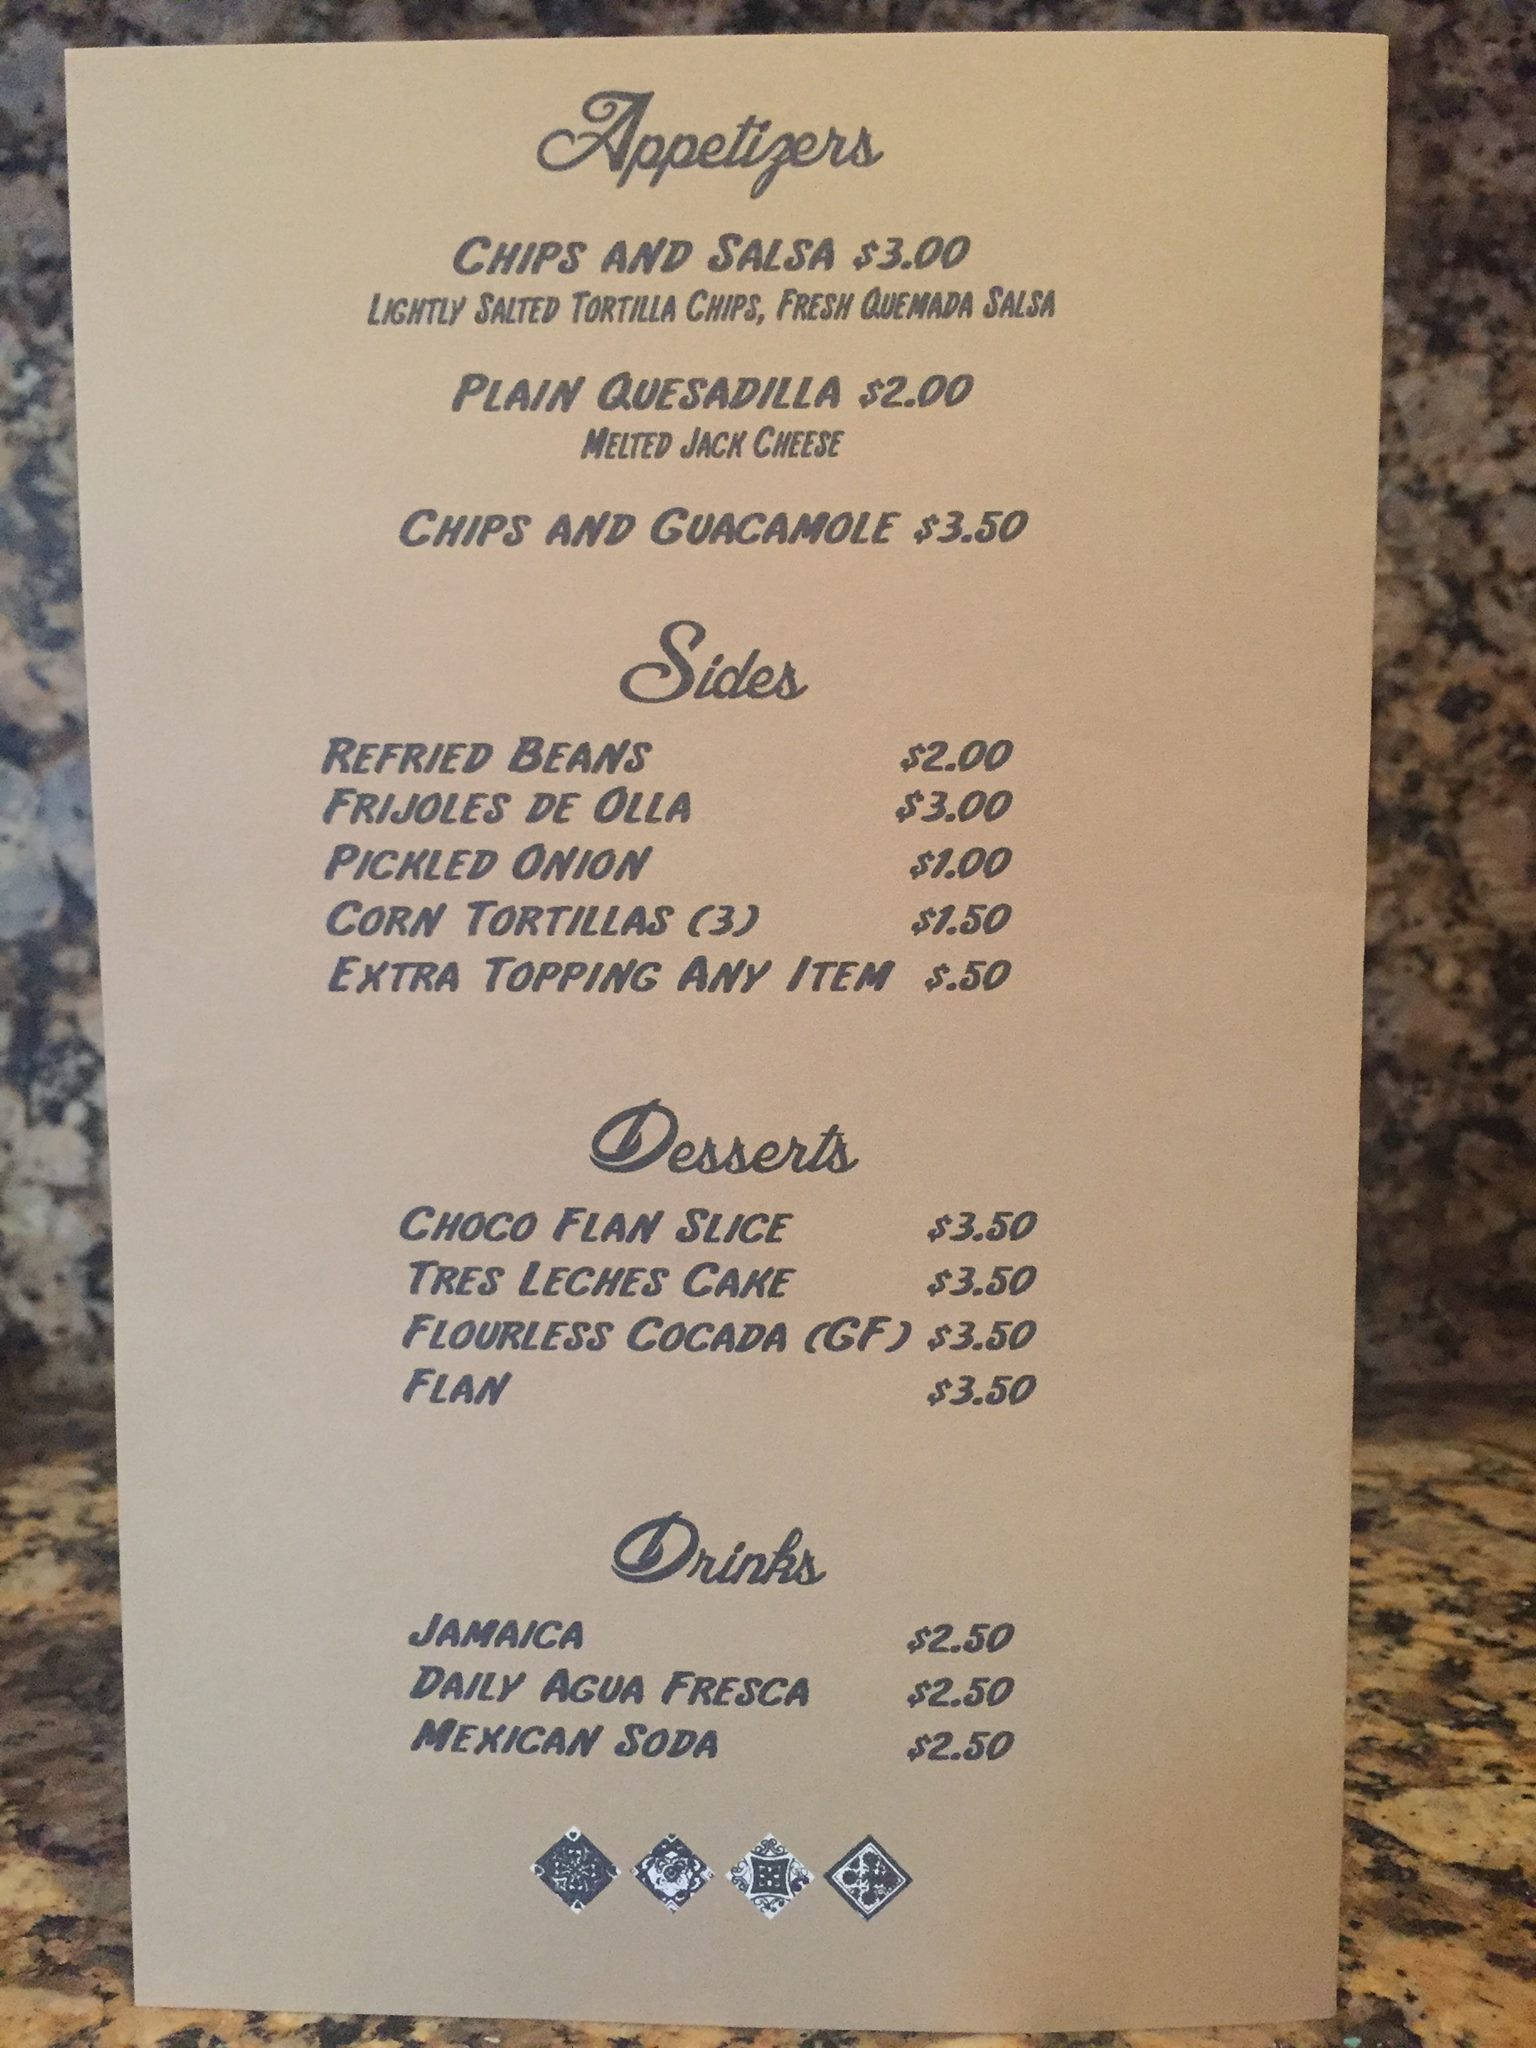 Appetizers
Chips and Salsa $3.00
Lightly Salted Tortilla Chips, Fresh Quemada Salsa
Plain Quesadilla $2.00
Melted Jack Cheese
Chips and Guacamole $3.50
Sides
Refried Beans $2.00
Frijoles de Olla $3.00
Pickled Onion $1.00
Corn Tortillas (3) $1.50
Extra Topping Any Item $.50
Desserts
Choco Flan Slice $3.50
Tres Leches Cake $3.50
Flourless Cocada (GF) $3.50
Flan $3.50
Drinks
Jamaica $2.50
Daily Agua Fresca $2.50
Mexican Soda $2.50